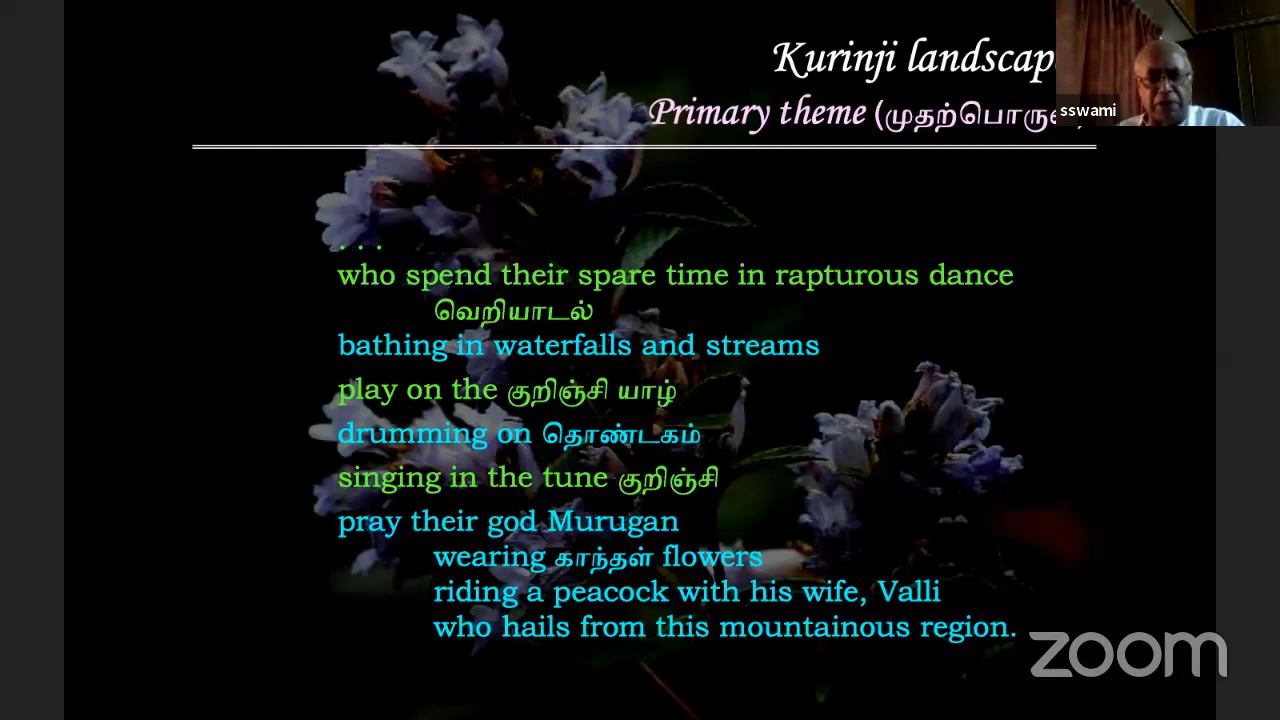 Kurinji landscap
Primary theme (முதற்பொரு
sswami
. . .
who spend their spare time in rapturous dance
வெறியாடல்
bathing in waterfalls and streams
play on the குறிஞ்சி யாழ்
drumming on தொண்டகம்
singing in the tune குறிஞ்சி
pray their god Murugan
wearing காந்தள் flowers
riding a peacock with his wife, Valli
who hails from this mountainous region.
zoom